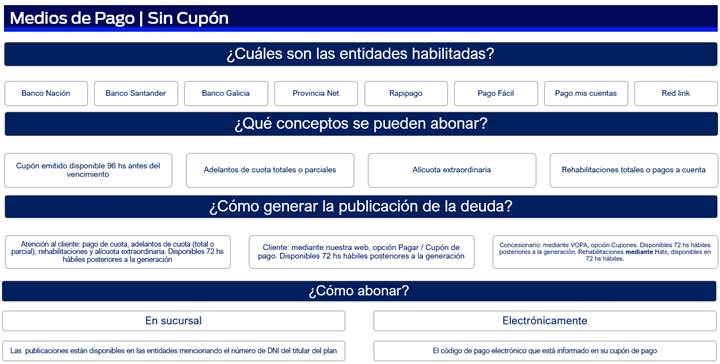 Medios de Pago | Sin Cupón
¿Cuáles son las entidades habilitadas?
Banco Nación
Banco Santander
Banco Galicia
Provincia Net
Rapipago
Pago Fácil
Pago mis cuentas
Red link
¿Qué conceptos se pueden abonar?
Cupón emitido disponible 96 hs antes del
vencimiento
Adelantos de cuota totales o parciales
Alícuota extraordinaria
Rehabilitaciones totales o pagos a cuenta
¿Cómo generar la publicación de la deuda?
Atención al cliente: pago de cuota, adelantos de cuota (total o
parcial), rehabilitaciones y alícuota extraordinaria. Disponibles 72 hs
hábiles posteriores a la generación
Cliente: mediante nuestra web, opción Pagar / Cupón de
pago. Disponibles 72 hs hábiles posteriores a la generación
Concesionario: mediante VOPA, opción Cupones. Disponibles 72 hs hábiles
posteriores a la generación. Rehabilitaciones mediante Hats, disponibles en
72 hs hábiles.
¿Cómo abonar?
En sucursal
Electrónicamente
Las publicaciones están disponibles en las entidades mencionando el número de DNI del titular del plan
El código de pago electrónico que está informado en su cupón de pago